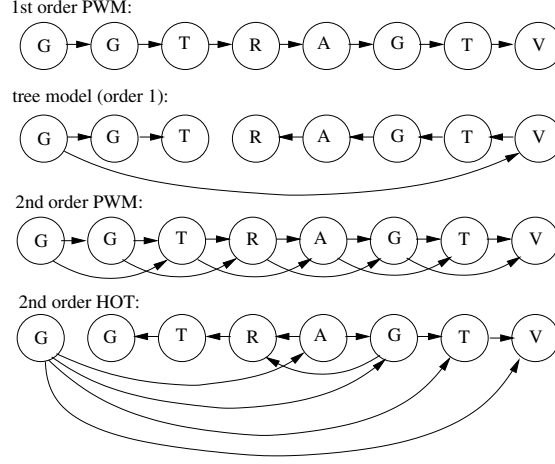 1st order PWM:
G G T R A G T V
tree model (order 1):
G G T R A G T V
2nd order PWM:
G G T R A G T V
2nd order HOT:
G G T R A G T V